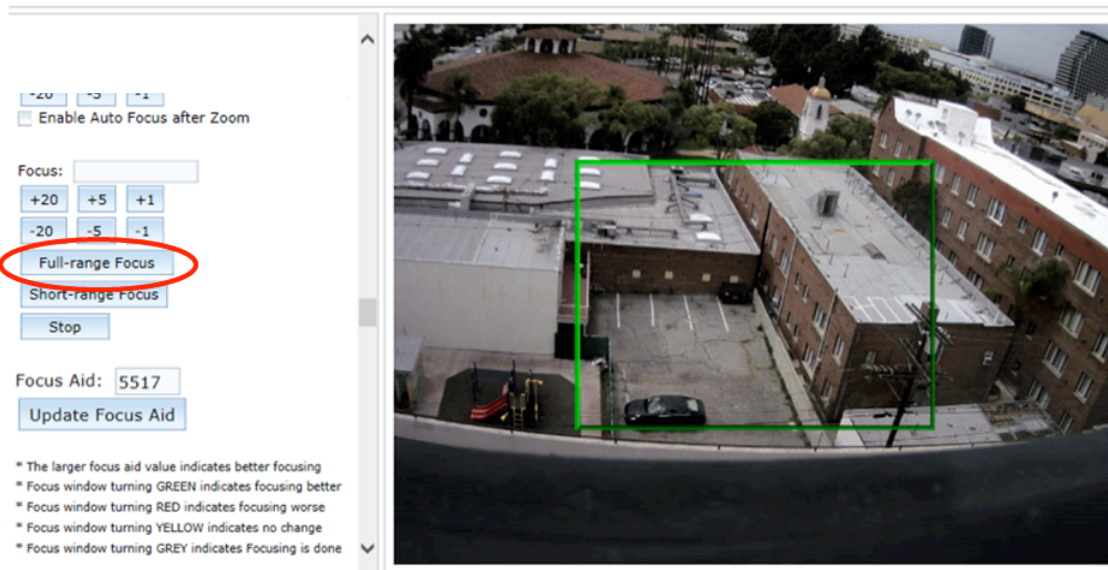 -20 -5 -1
Enable Auto Focus after Zoom
Focus:
+20 +5 +1
-20 -5 -1
Full-range Focus
Short-range Focus
Stop
Focus Aid: 5517
Update Focus Aid
* The larger focus aid value indicates better focusing
* Focus window turning GREEN indicates focusing better
* Focus window turning RED indicates focusing worse
* Focus window turning YELLOW indicates no change
* Focus window turning GREY indicates Focusing is done